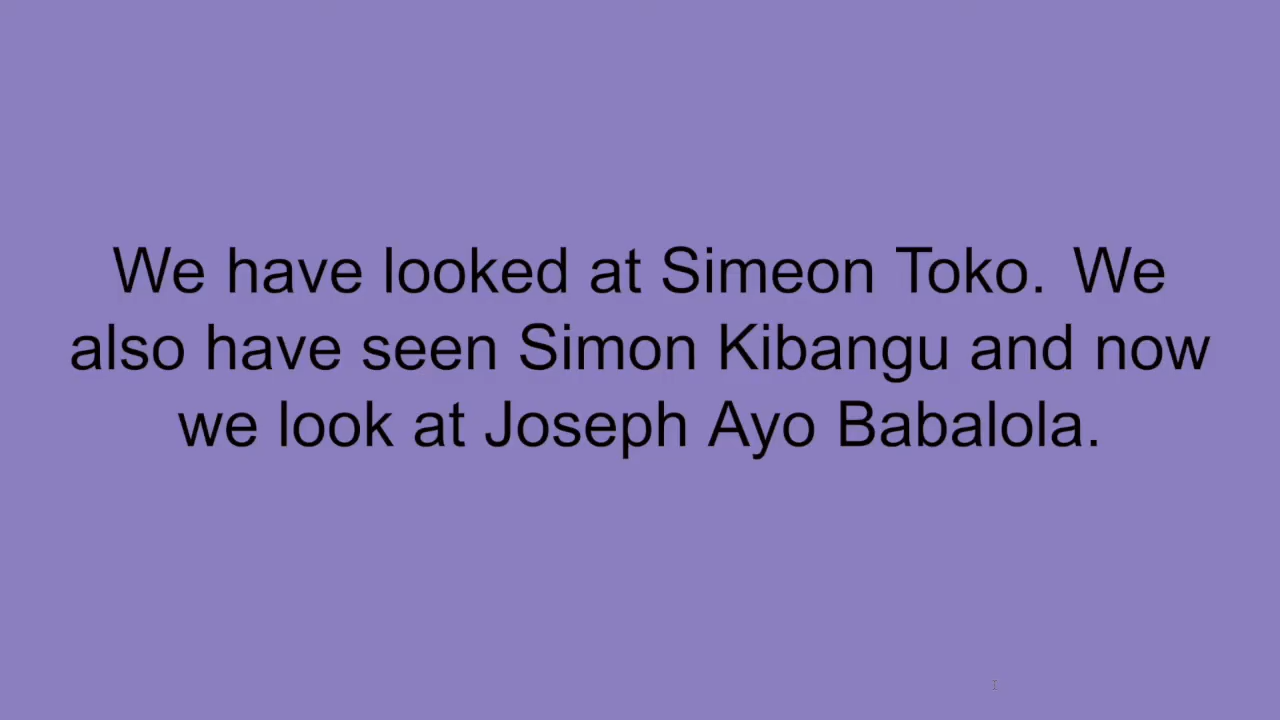 We have looked at Simeon Toko. We
also have seen Simon Kibangu and now
we look at Joseph Ayo Babalola.